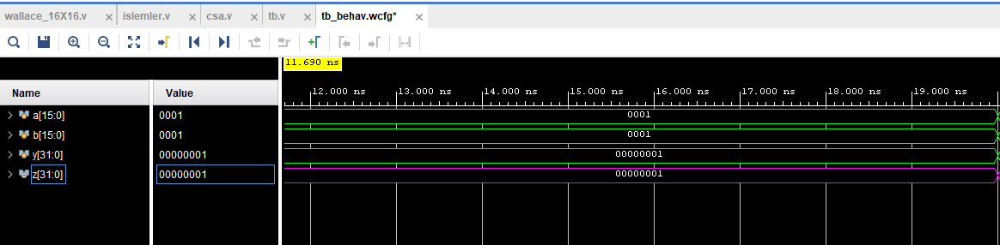 wallace_16X16.v islemler.v csa.v tb.v tb_behav.wcfg*
11.690 ns
12.000 ns 13.000 ns 14.000 ns 15.000 ns 16.000 ns 17.000 ns 18.000 ns 19.000 ns
Name Value
a[15:0] 0001 0001
b[15:0] 0001 0001
y[31:0] 00000001 00000001
z[31:0] 00000001 00000001